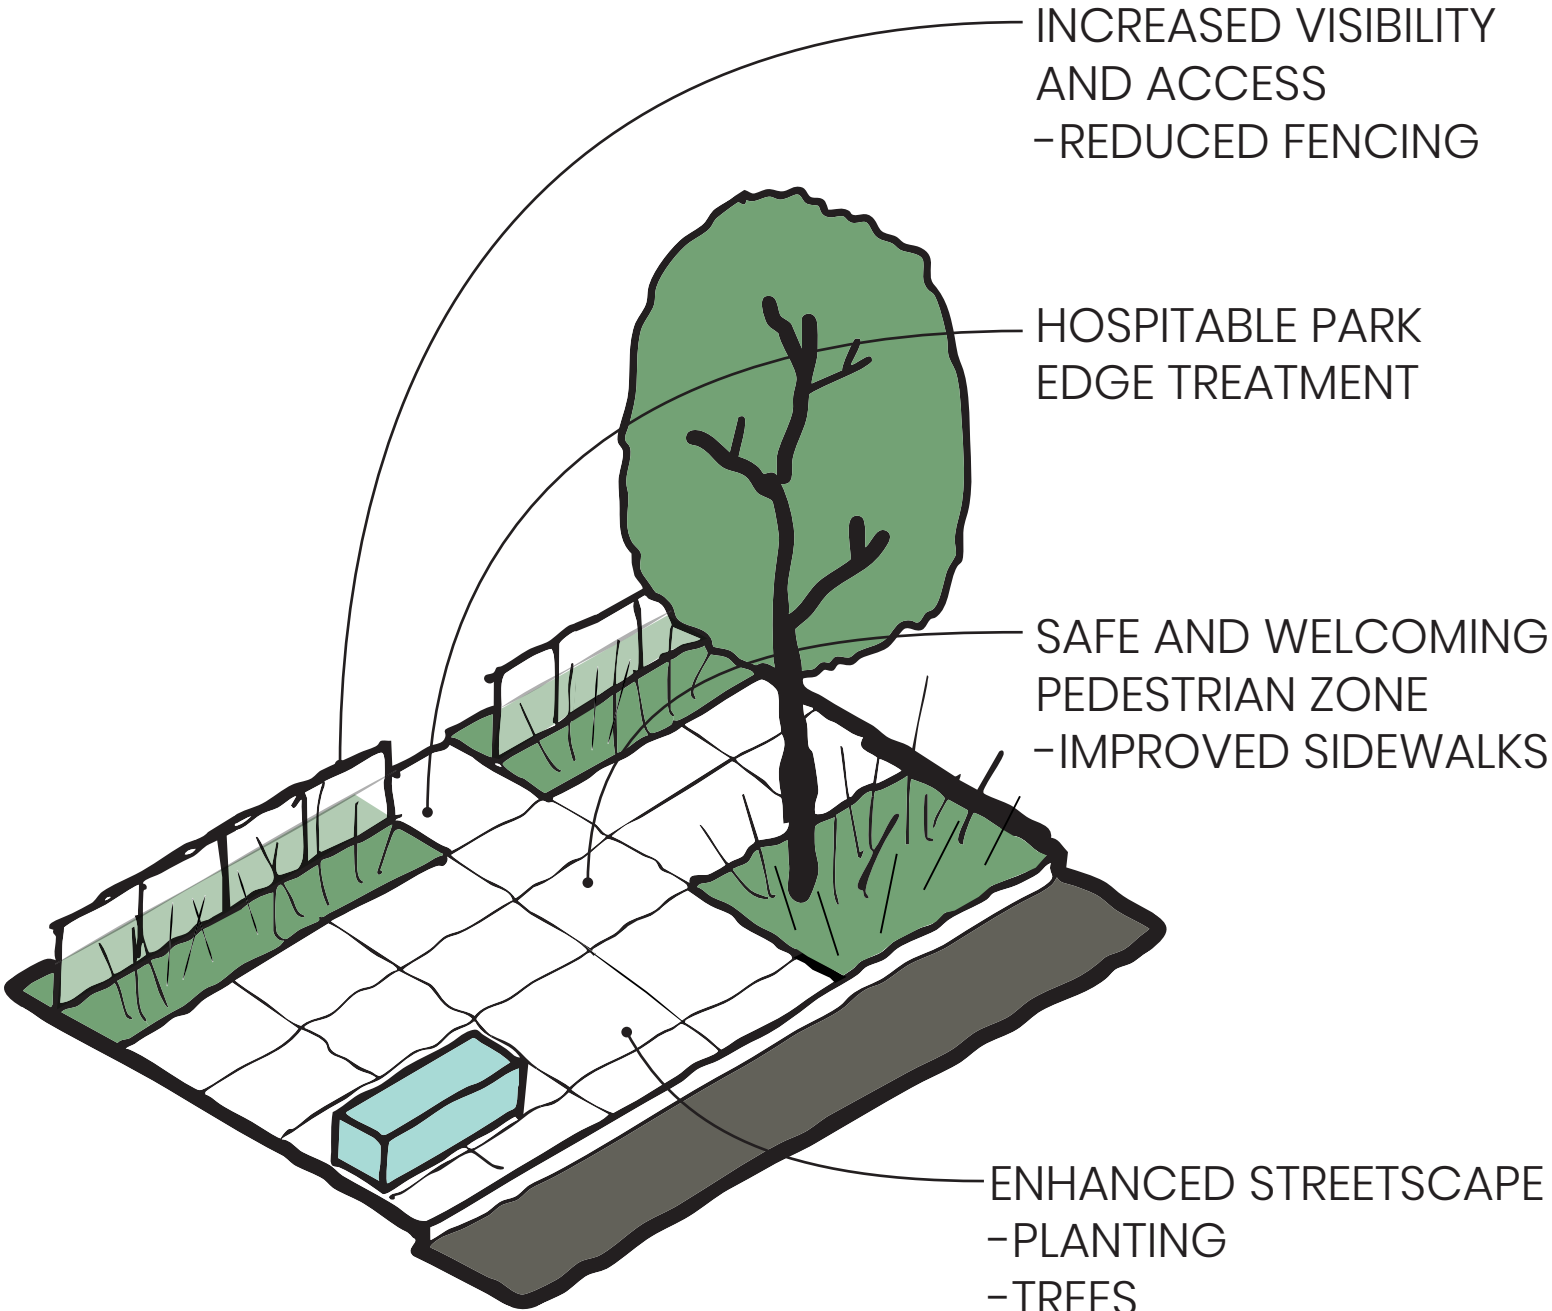 INCREASED VISIBILITY
AND ACCESS
-REDUCED FENCING
HOSPITABLE PARK
EDGE TREATMENT
SAFE AND WELCOMING
PEDESTRIAN ZONE
-IMPROVED SIDEWALKS
ENHANCED STREETSCAPE
-PLANTING
-TREES